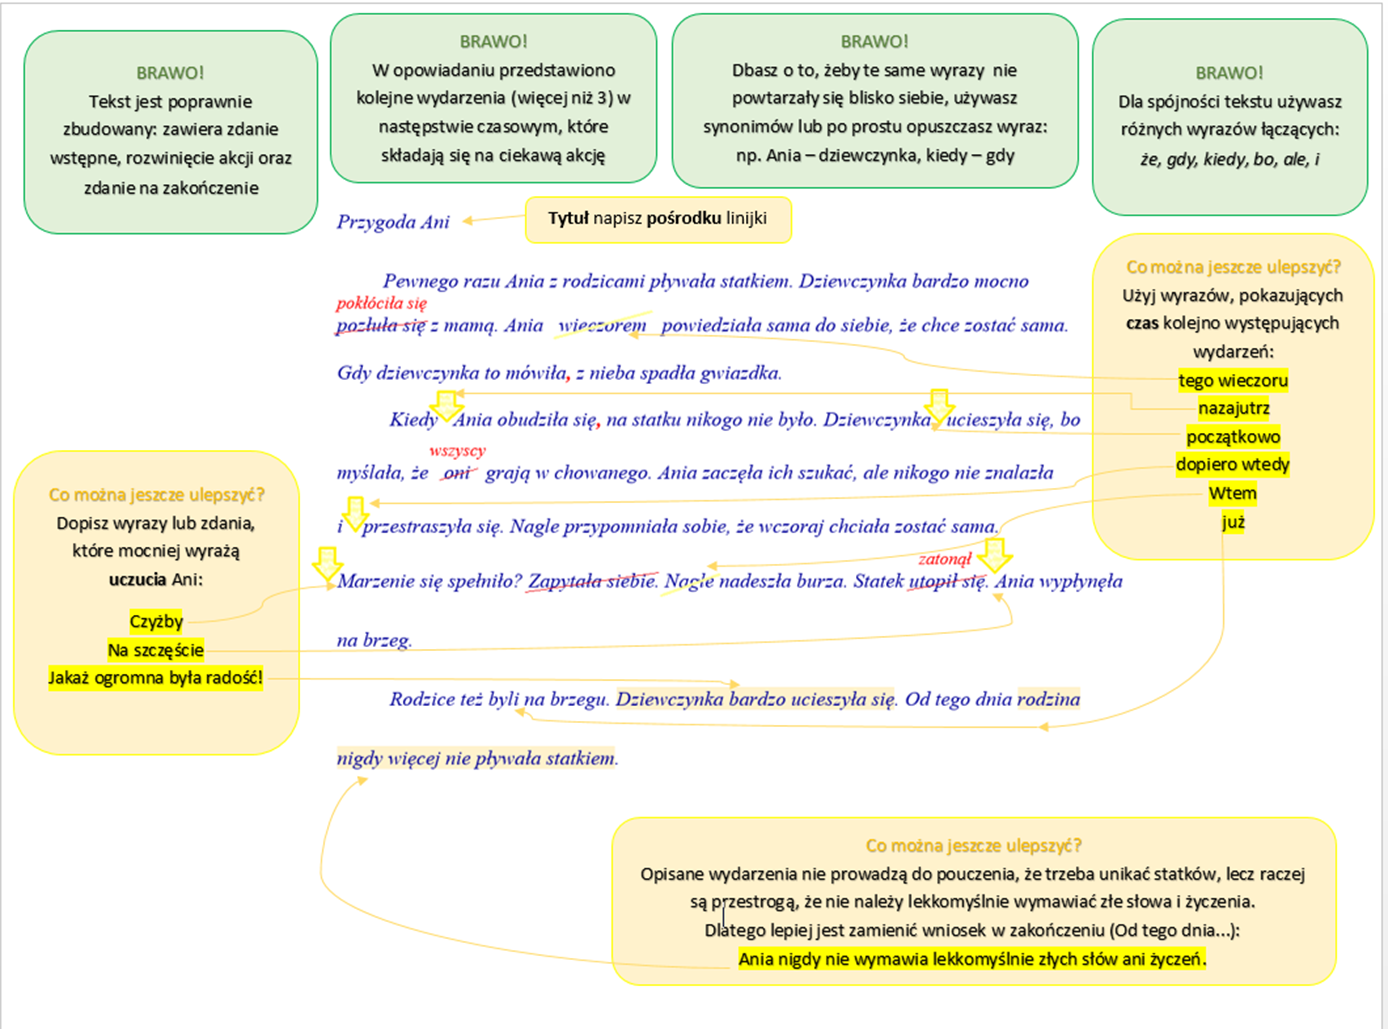 BRAWO!
Tekst jest poprawnie
zbudowany: zawiera zdanie
wstępne, rozwinięcie akcji oraz
zdanie na zakończenie
BRAWO!
W opowiadaniu przedstawiono
kolejne wydarzenia (więcej niż 3) w
następstwie czasowym, które
składają się na ciekawą akcję
BRAWO!
Dbasz o to, żeby te same wyrazy nie
powtarzały się blisko siebie, używasz
synonimów lub po prostu opuszczasz wyraz:
np. Ania – dziewczynka, kiedy – gdy
BRAWO!
Dla spójności tekstu używasz
różnych wyrazów łączących:
że, gdy, kiedy, bo, ale, i
Przygoda Ani
Tytuł napisz pośrodku linijki
Pewnego razu Ania z rodzicami pływała statkiem. Dziewczynka bardzo mocno
pokłóciła się
pozłuła się z mamą. Ania wieczorem powiedziała sama do siebie, że chce zostać sama.
Gdy dziewczynka to mówiła, z nieba spadła gwiazdka.
Kiedy Ania obudziła się, na statku nikogo nie było. Dziewczynka ucieszyła się, bo
wszyscy
myślała, że oni grają w chowanego. Ania zaczęła ich szukać, ale nikogo nie znalazła
i przestraszyła się. Nagle przypomniała sobie, że wczoraj chciała zostać sama.
zatonął
Marzenie się spełniło? Zapytała siebie. Nagle nadeszła burza. Statek utopił się. Ania wypłynęła
na brzeg.
Rodzice też byli na brzegu. Dziewczynka bardzo ucieszyła się. Od tego dnia rodzina
nigdy więcej nie pływała statkiem.
Co można jeszcze ulepszyć?
Użyj wyrazów, pokazujących
czas kolejno występujących
wydarzeń:
tego wieczoru
nazajutrz
początkowo
dopiero wtedy
Wtem
już
Co można jeszcze ulepszyć?
Dopisz wyrazy lub zdania,
które mocniej wyrażą
uczucia Ani:
Czyżby
Na szczęście
Jakaż ogromna była radość!
Co można jeszcze ulepszyć?
Opisane wydarzenia nie prowadzą do pouczenia, że trzeba unikać statków, lecz raczej
są przestrogą, że nie należy lekkomyślnie wymawiać złe słowa i życzenia.
Dlatego lepiej jest zamienić wniosek w zakończeniu (Od tego dnia...):
Ania nigdy nie wymawia lekkomyślnie złych słów ani życzeń.